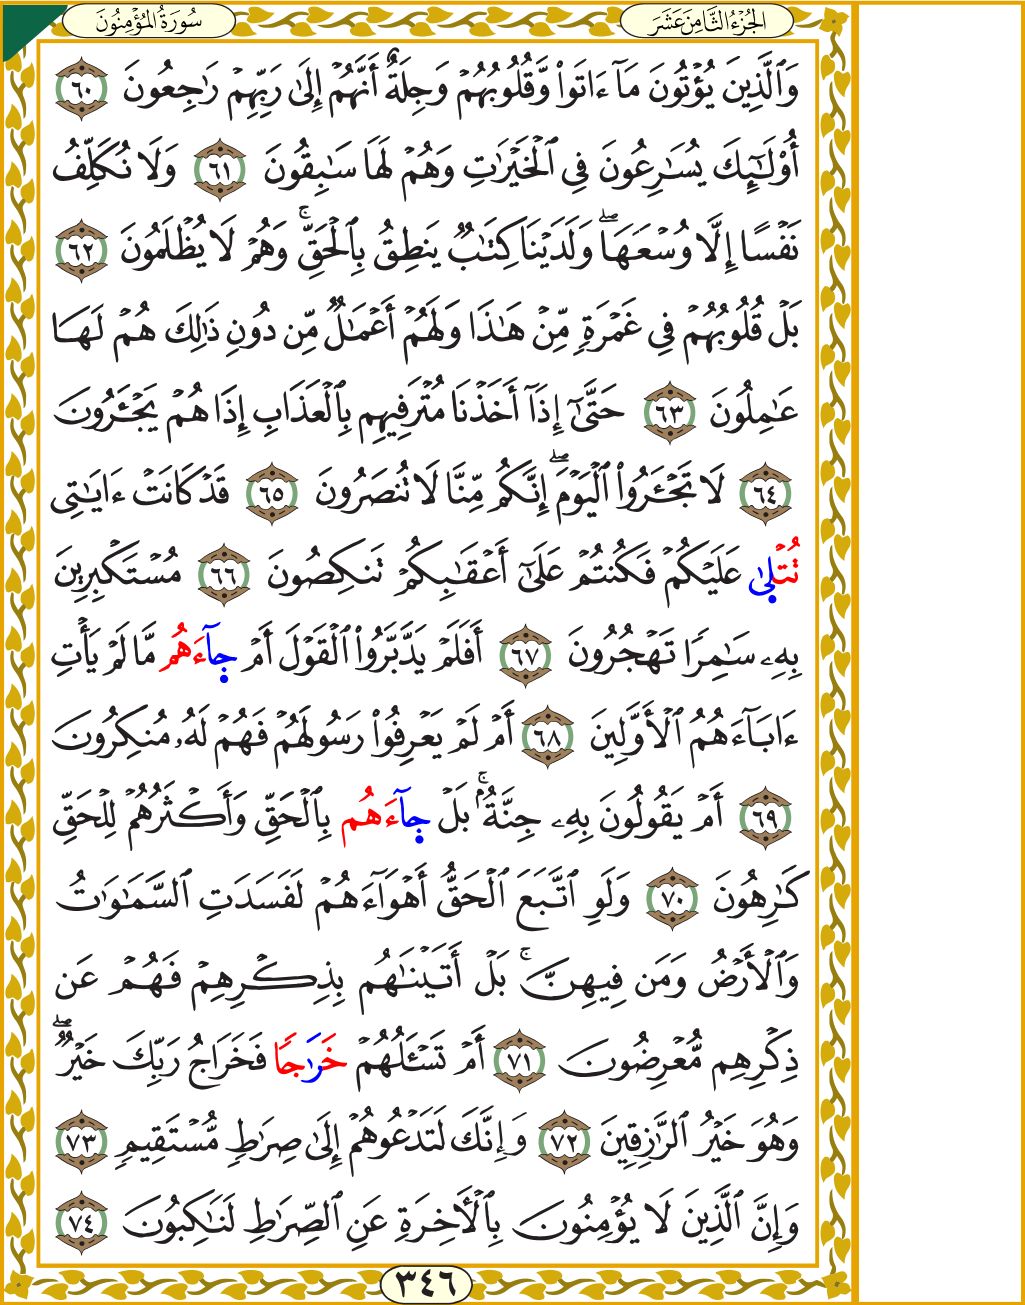 سُورَةُ المُؤْمِنُونَ
الجُزْءُ الثَّامِنَ عَشَرَ
وَٱلَّذِينَ يُؤْتُونَ مَآ ءَاتَوا۟ وَّقُلُوبُهُمْ وَجِلَةٌ أَنَّهُمْ إِلَىٰ رَبِّهِمْ رَٰجِعُونَ ٦٠
أُو۟لَـٰٓئِكَ يُسَـٰرِعُونَ فِى ٱلْخَيْرَٰتِ وَهُمْ لَهَا سَـٰبِقُونَ ٦١ وَلَا نُكَلِّفُ
نَفْسًا إِلَّا وُسْعَهَا ۖ وَلَدَيْنَا كِتَـٰبٌ يَنطِقُ بِٱلْحَقِّ ۚ وَهُمْ لَا يُظْلَمُونَ ٦٢
بَلْ قُلُوبُهُمْ فِى غَمْرَةٍ مِّنْ هَـٰذَا وَلَهُمْ أَعْمَـٰلٌ مِّن دُونِ ذَٰلِكَ هُمْ لَهَا
عَـٰمِلُونَ ٦٣ حَتَّىٰٓ إِذَآ أَخَذْنَا مُتْرَفِيهِم بِٱلْعَذَابِ إِذَا هُمْ يَجْـَٔرُونَ
٦٤ لَا تَجْـَٔرُوا۟ ٱلْيَوْمَ ۖ إِنَّكُم مِّنَّا لَا تُنصَرُونَ ٦٥ قَدْ كَانَتْ ءَايَـٰتِى
تُتْلَىٰ عَلَيْكُمْ فَكُنتُمْ عَلَىٰٓ أَعْقَـٰبِكُمْ تَنكِصُونَ ٦٦ مُسْتَكْبِرِينَ
بِهِۦ سَـٰمِرًا تَهْجُرُونَ ٦٧ أَفَلَمْ يَدَّبَّرُوا۟ ٱلْقَوْلَ أَمْ جَآءَهُم مَّا لَمْ يَأْتِ
ءَابَآءَهُمُ ٱلْأَوَّلِينَ ٦٨ أَمْ لَمْ يَعْرِفُوا۟ رَسُولَهُمْ فَهُمْ لَهُۥ مُنكِرُونَ
٦٩ أَمْ يَقُولُونَ بِهِۦ جِنَّةٌۢ ۚ بَلْ جَآءَهُم بِٱلْحَقِّ وَأَكْثَرُهُمْ لِلْحَقِّ
كَـٰرِهُونَ ٧٠ وَلَوِ ٱتَّبَعَ ٱلْحَقُّ أَهْوَآءَهُمْ لَفَسَدَتِ ٱلسَّمَـٰوَٰتُ
وَٱلْأَرْضُ وَمَن فِيهِنَّ ۚ بَلْ أَتَيْنَـٰهُم بِذِكْرِهِمْ فَهُمْ عَن
ذِكْرِهِم مُّعْرِضُونَ ٧١ أَمْ تَسْـَٔلُهُمْ خَرَٰجًا فَخَرَاجُ رَبِّكَ خَيْرٌ ۖ
وَهُوَ خَيْرُ ٱلرَّٰزِقِينَ ٧٢ وَإِنَّكَ لَتَدْعُوهُمْ إِلَىٰ صِرَٰطٍ مُّسْتَقِيمٍ ٧٣
وَإِنَّ ٱلَّذِينَ لَا يُؤْمِنُونَ بِٱلْـَٔاخِرَةِ عَنِ ٱلصِّرَٰطِ لَنَـٰكِبُونَ ٧٤
٣٤٦